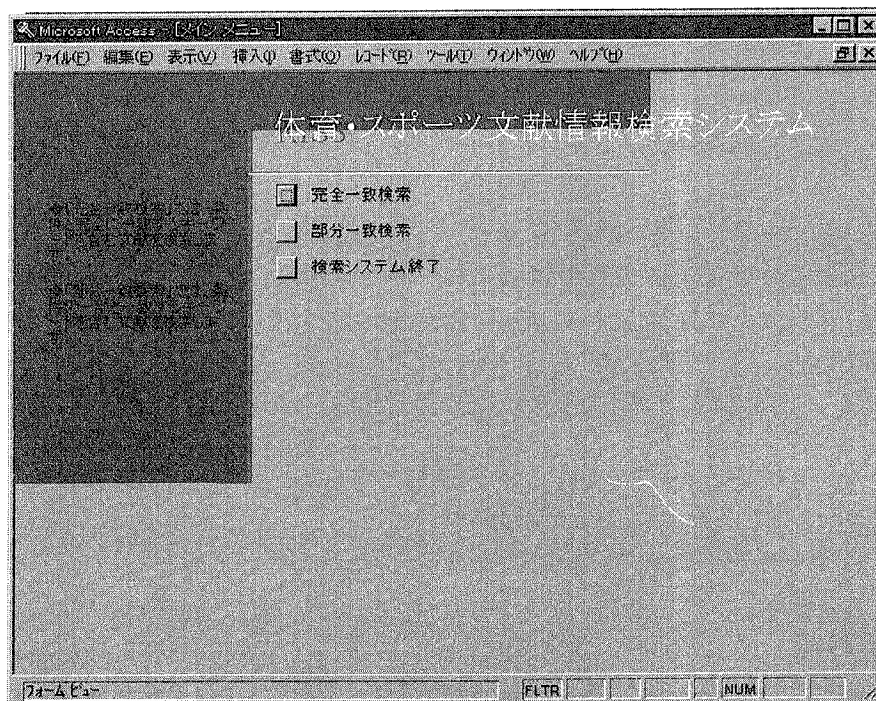 Microsoft Access - [メイン メニュー]
ファイル(F) 編集(E) 表示(V) 挿入(I) 書式(O) レコード(R) ツール(T) ウィンドウ(W) ヘルプ(H)
体育・スポーツ文献情報検索システム
完全一致検索
部分一致検索
検索システム終了
フォーム ビュー
FLTR
NUM